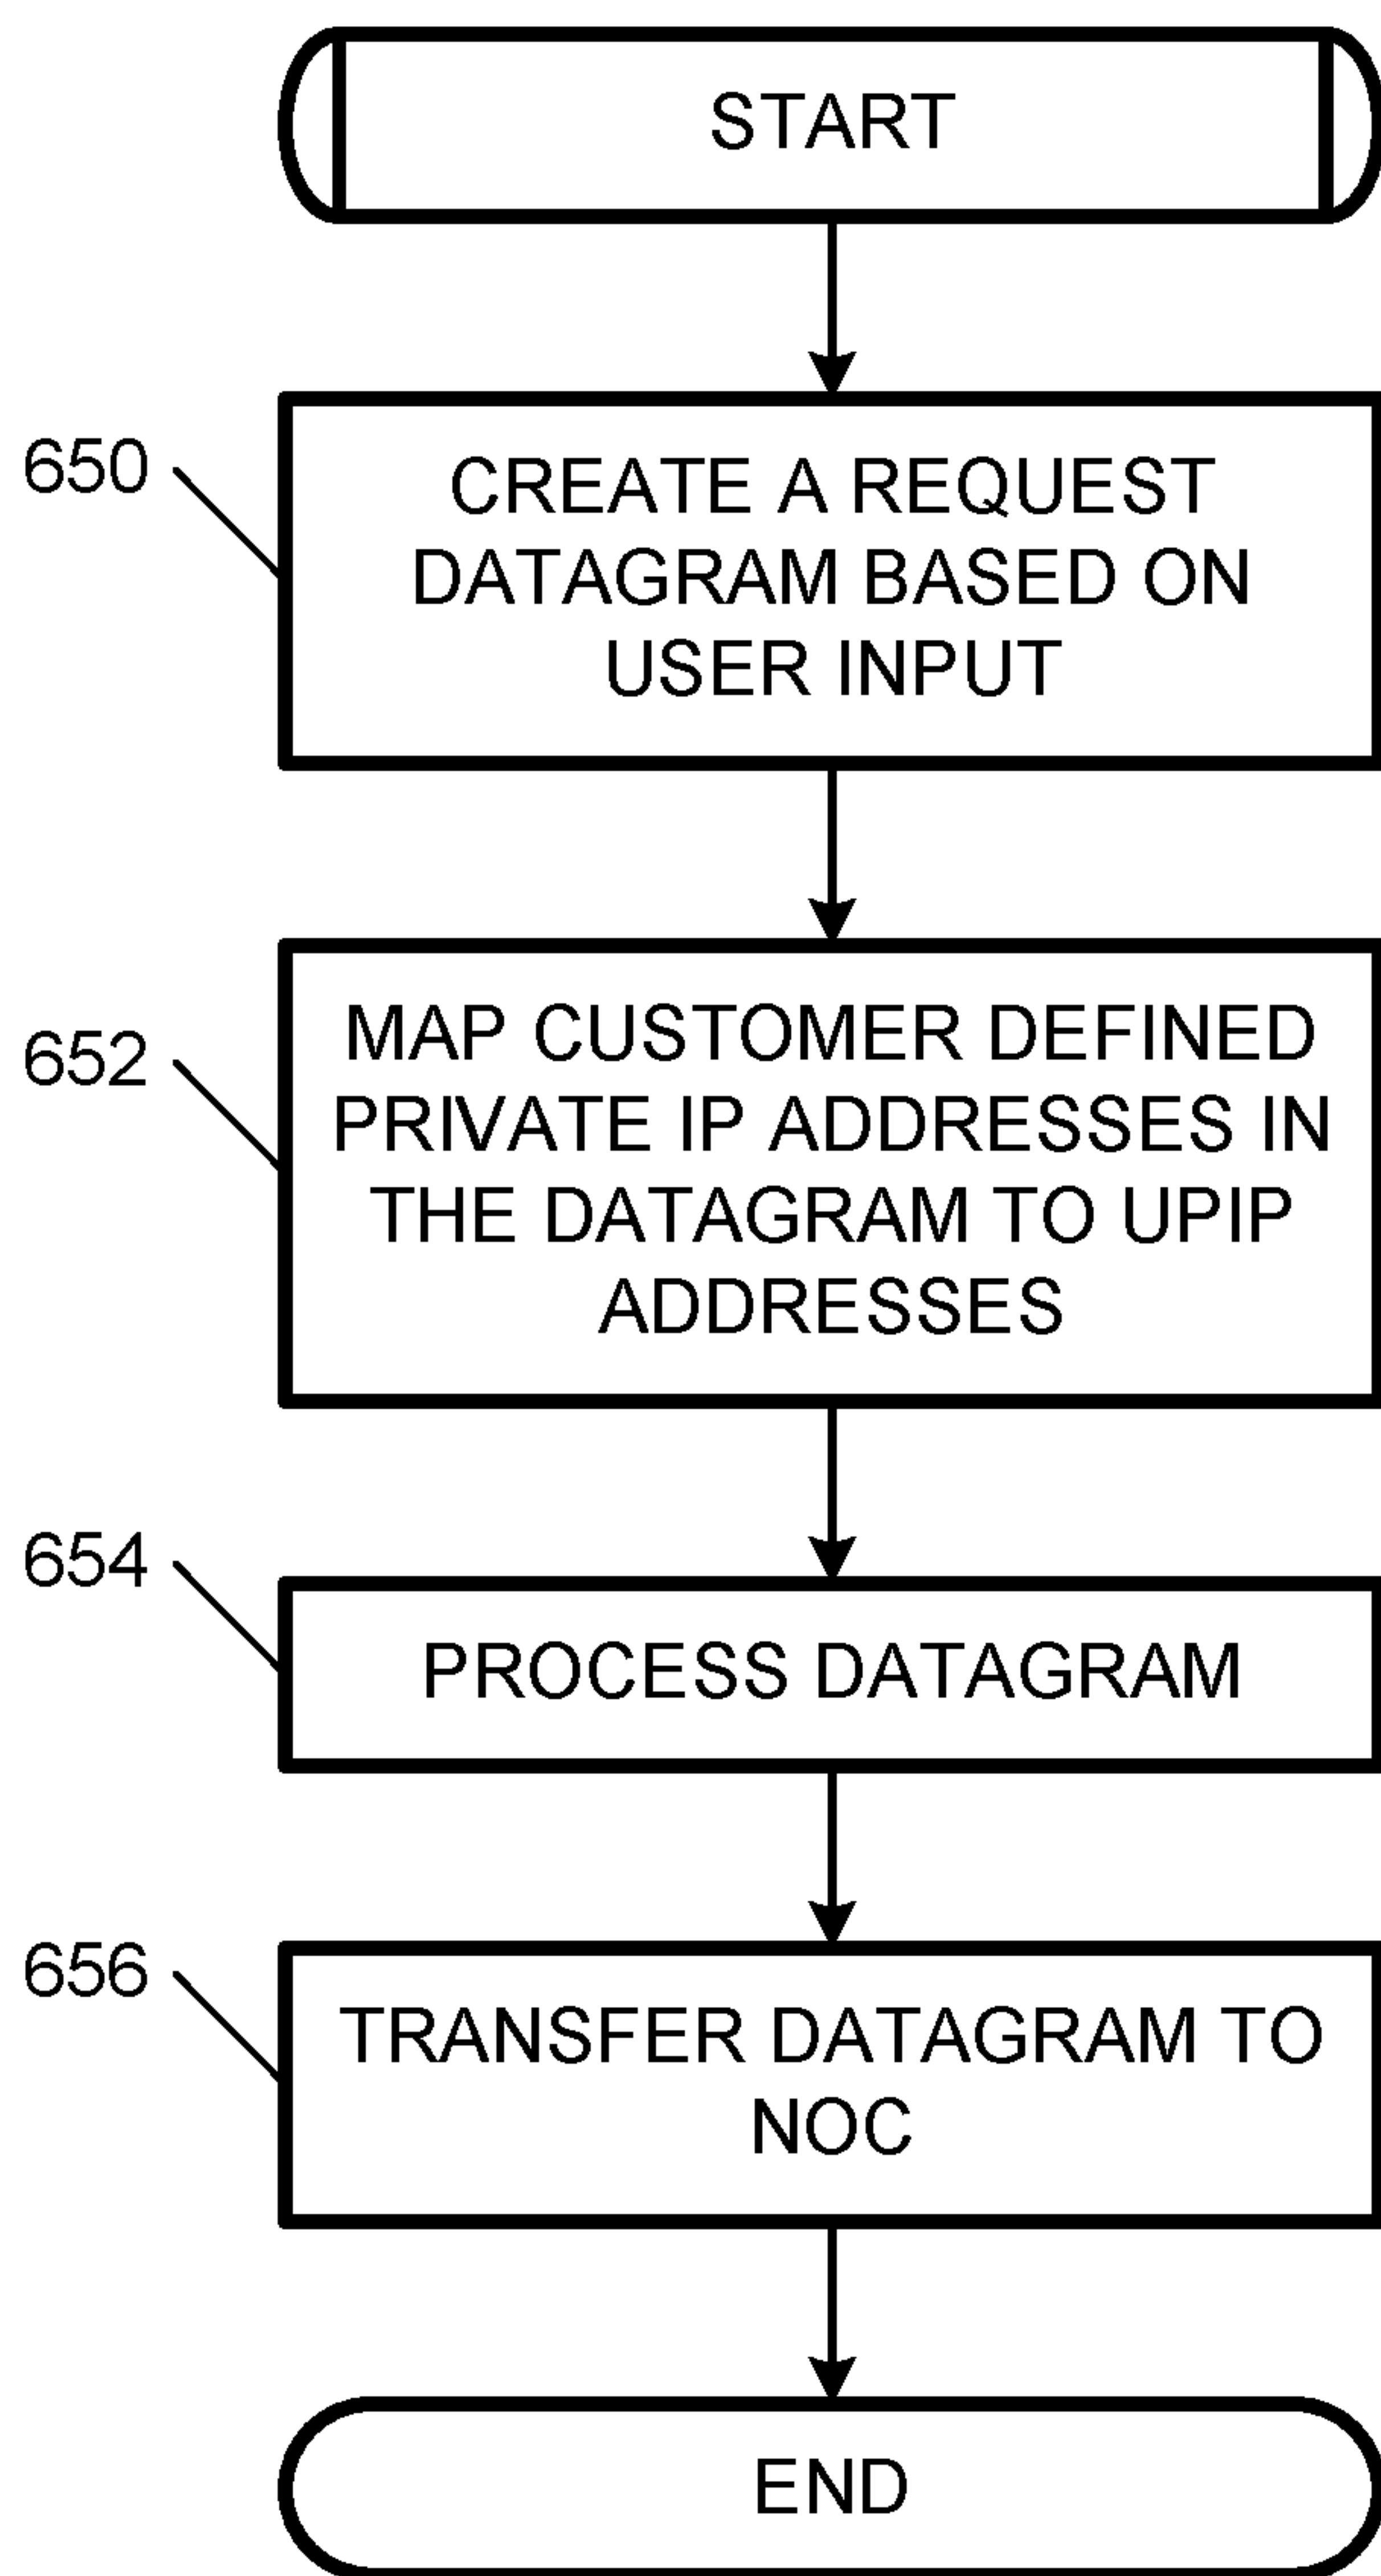 START
650
CREATE A REQUEST
DATAGRAM BASED ON
USER INPUT
652
MAP CUSTOMER DEFINED
PRIVATE IP ADDRESSES IN
THE DATAGRAM TO UPIP
ADDRESSES
654
PROCESS DATAGRAM
656
TRANSFER DATAGRAM TO
NOC
END